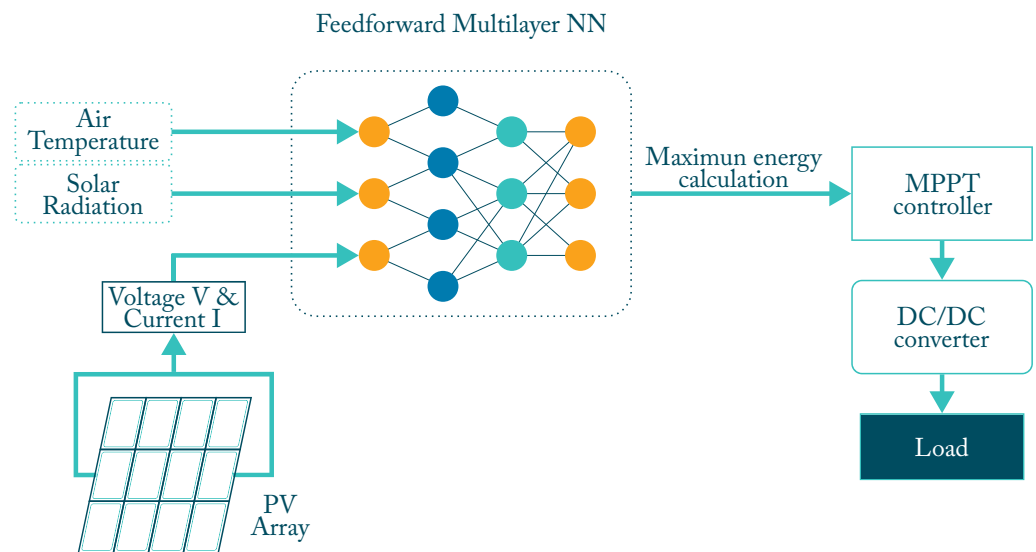 Feedforward Multilayer NN
Air
Temperature
Solar
Radiation
Voltage V &
Current I
PV
Array
Maximun energy
calculation
MPPT
controller
DC/DC
converter
Load